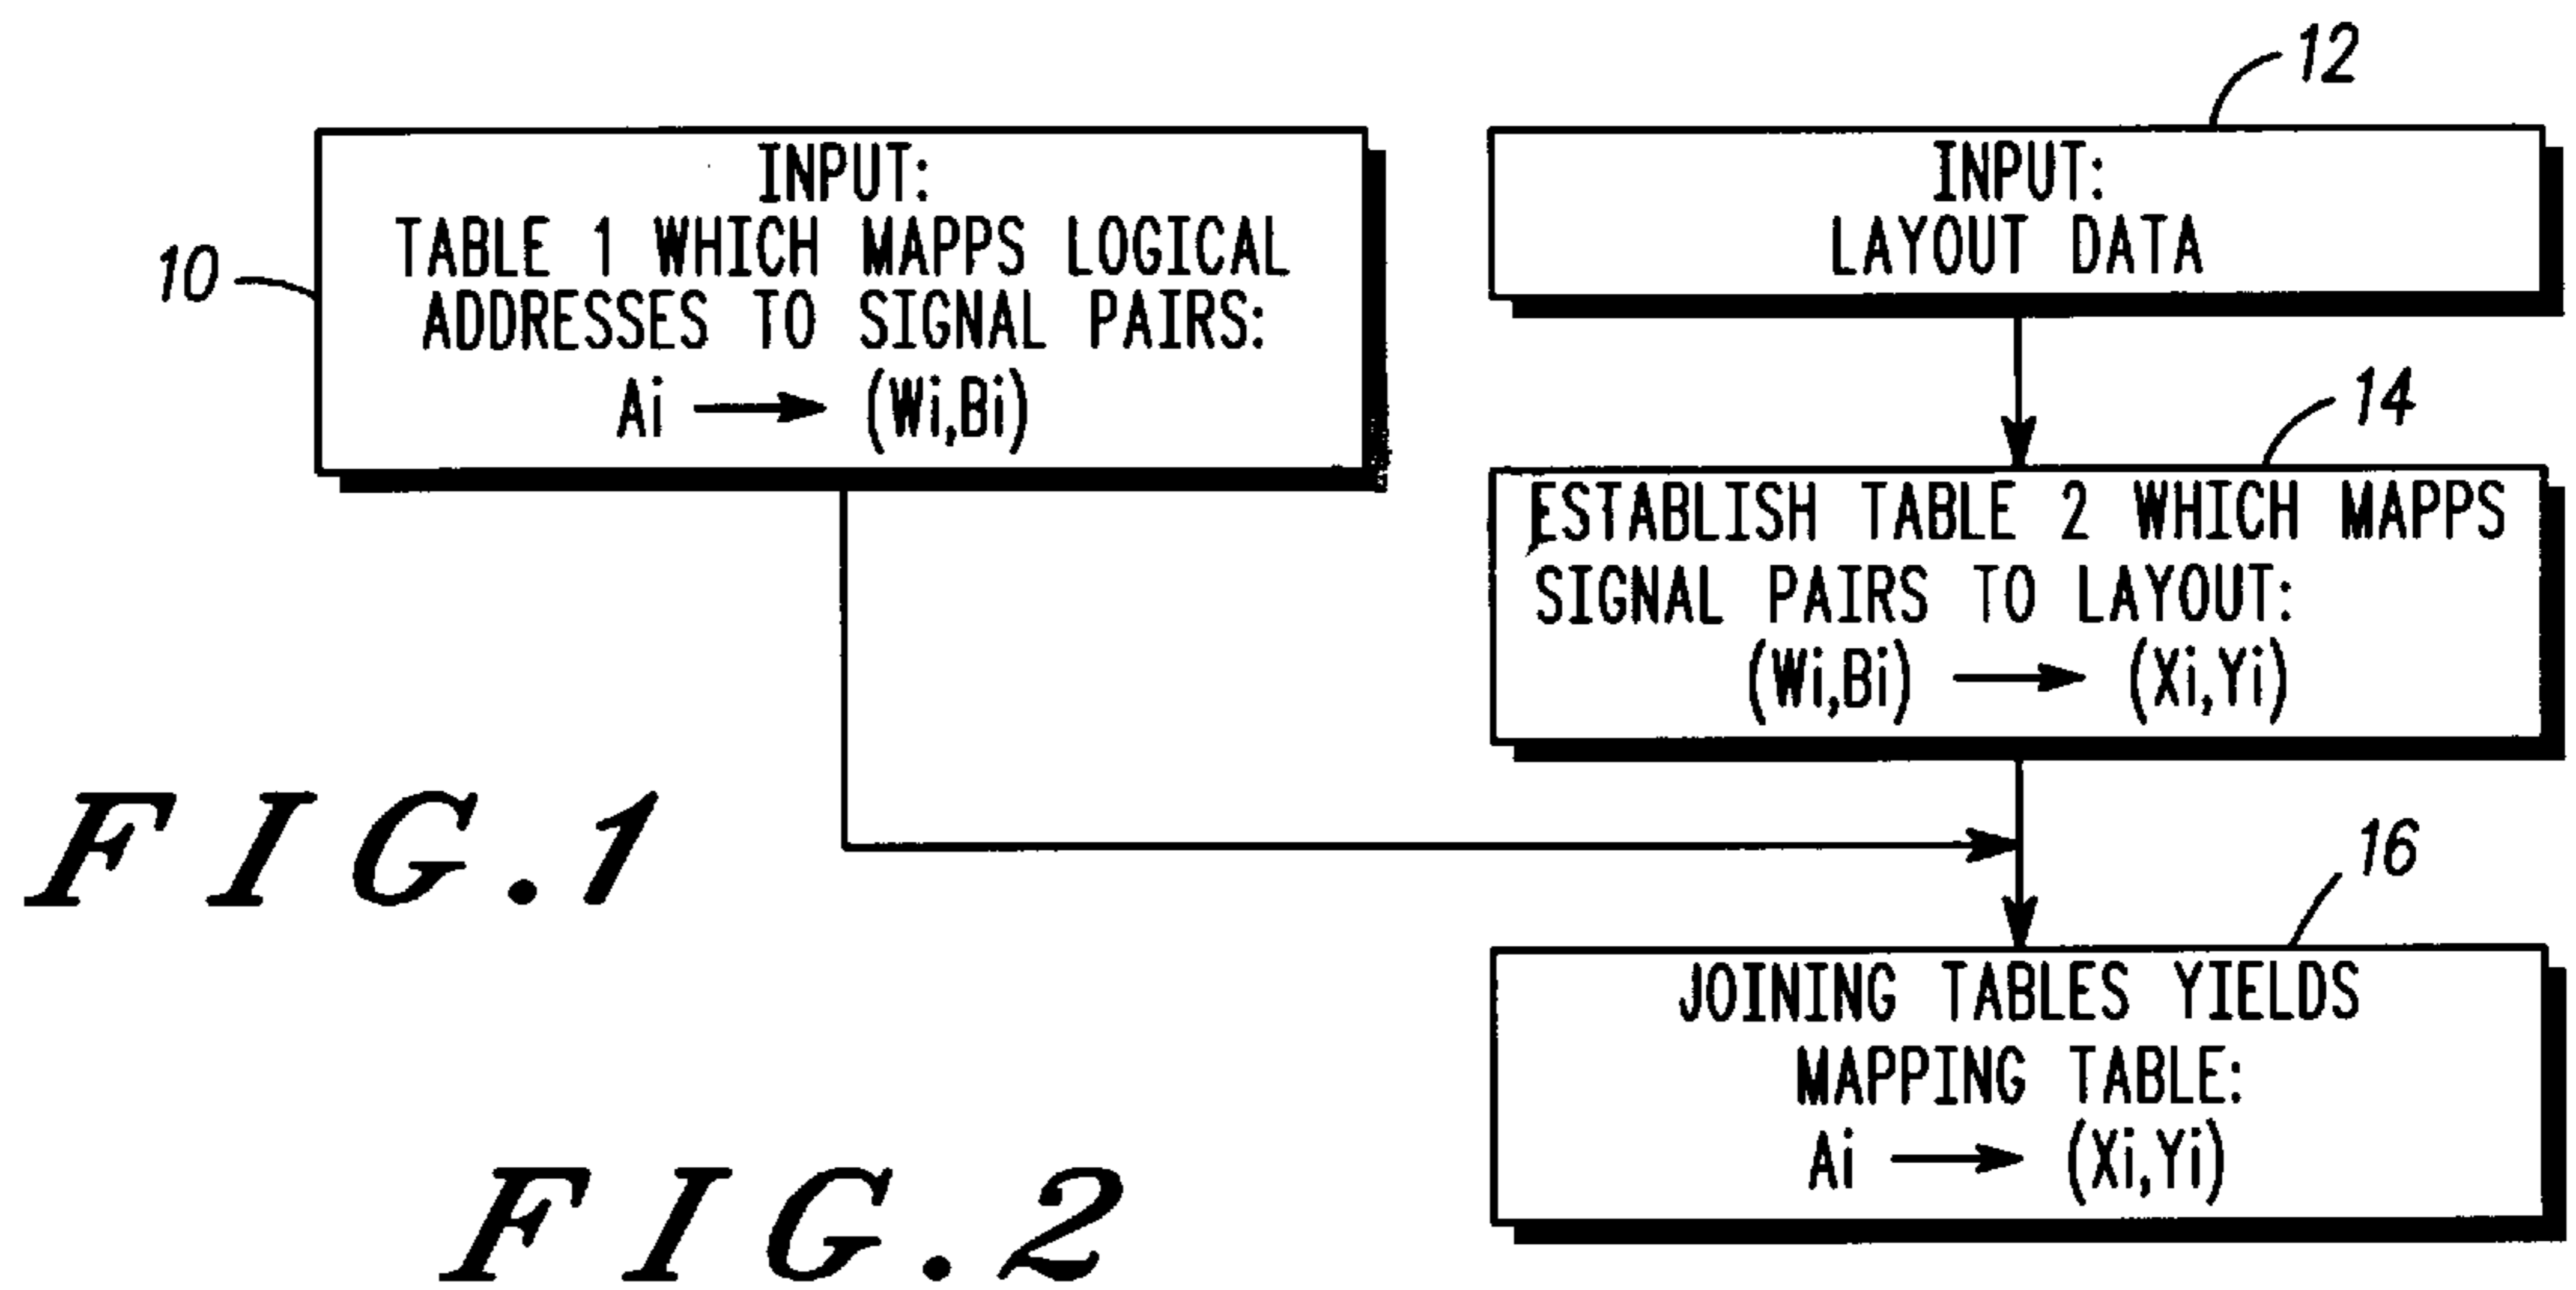 12
INPUT:
TABLE 1 WHICH MAPPS LOGICAL
ADDRESSES TO SIGNAL PAIRS:
Ai → (Wi,Bi)
10
INPUT:
LAYOUT DATA
14
ESTABLISH TABLE 2 WHICH MAPPS
SIGNAL PAIRS TO LAYOUT:
(Wi,Bi) → (Xi,Yi)
FIG.1
16
JOINING TABLES YIELDS
MAPPING TABLE:
Ai → (Xi,Yi)
FIG.2